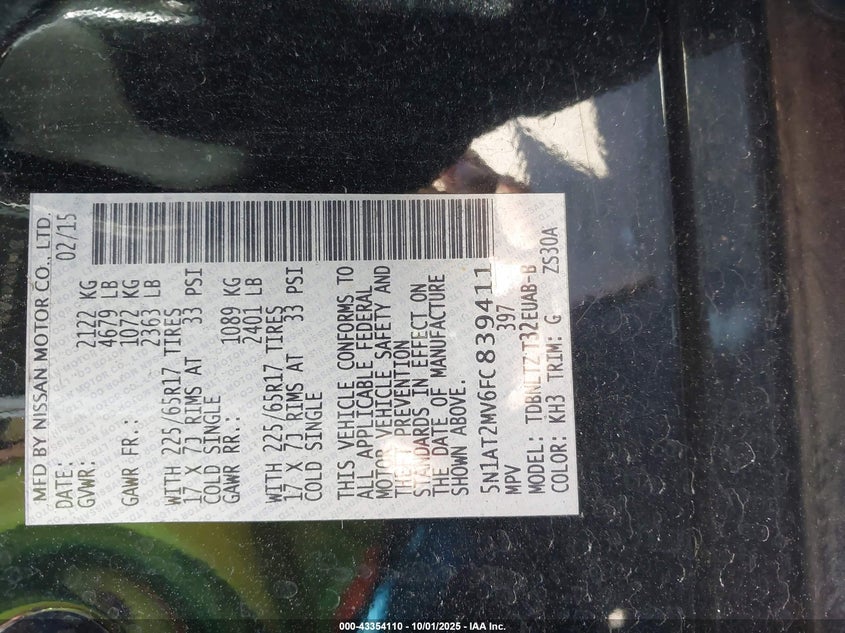 MFD BY NISSAN MOTOR CO., LTD.
DATE: 02/15
GVWR: 2122 KG
4679 LB
GAWR FR.: 1072 KG
2363 LB
WITH 225/65R17 TIRES
17 X 7J RIMS AT 33 PSI
COLD SINGLE
GAWR RR.: 1089 KG
2401 LB
WITH 225/65R17 TIRES
17 X 7J RIMS AT 33 PSI
COLD SINGLE
THIS VEHICLE CONFORMS TO
ALL APPLICABLE FEDERAL
MOTOR VEHICLE SAFETY AND
THEFT PREVENTION
STANDARDS IN EFFECT ON
THE DATE OF MANUFACTURE
SHOWN ABOVE.
5N1AT2MV6FC839411
MPV 397
MODEL: TDBNLTZT32EUAB-B
COLOR: KH3 TRIM: G ZS30A
000-43354110 - 10/01/2025 - IAA Inc.